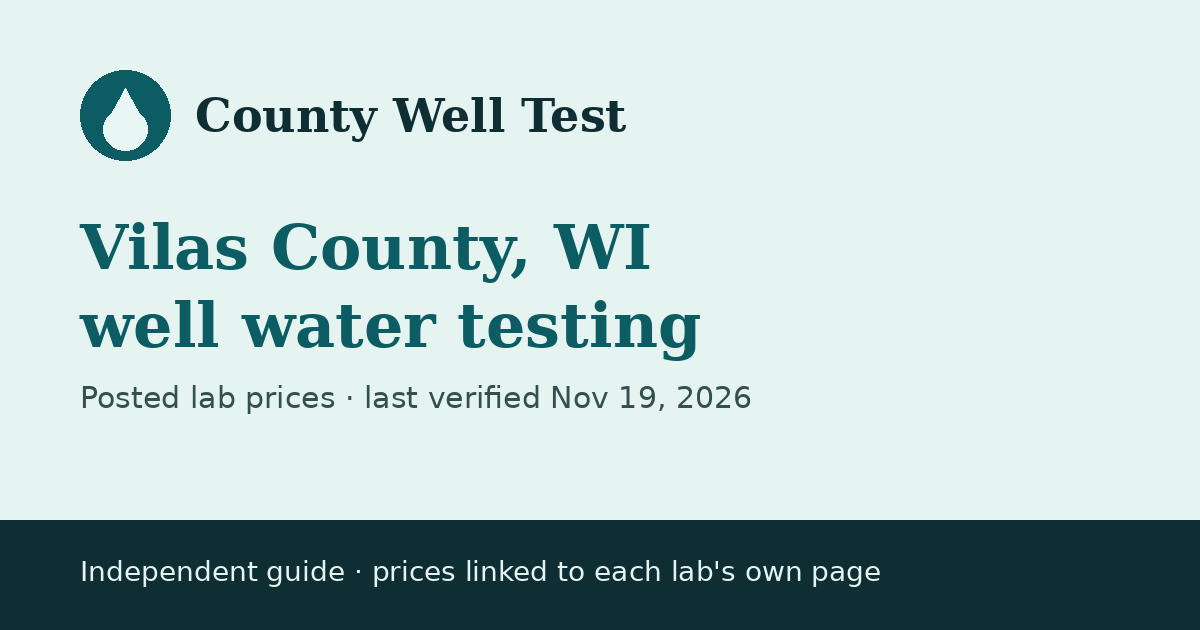 County Well Test
Vilas County, WI
well water testing
Posted lab prices · last verified Nov 19, 2026
Independent guide · prices linked to each lab's own page